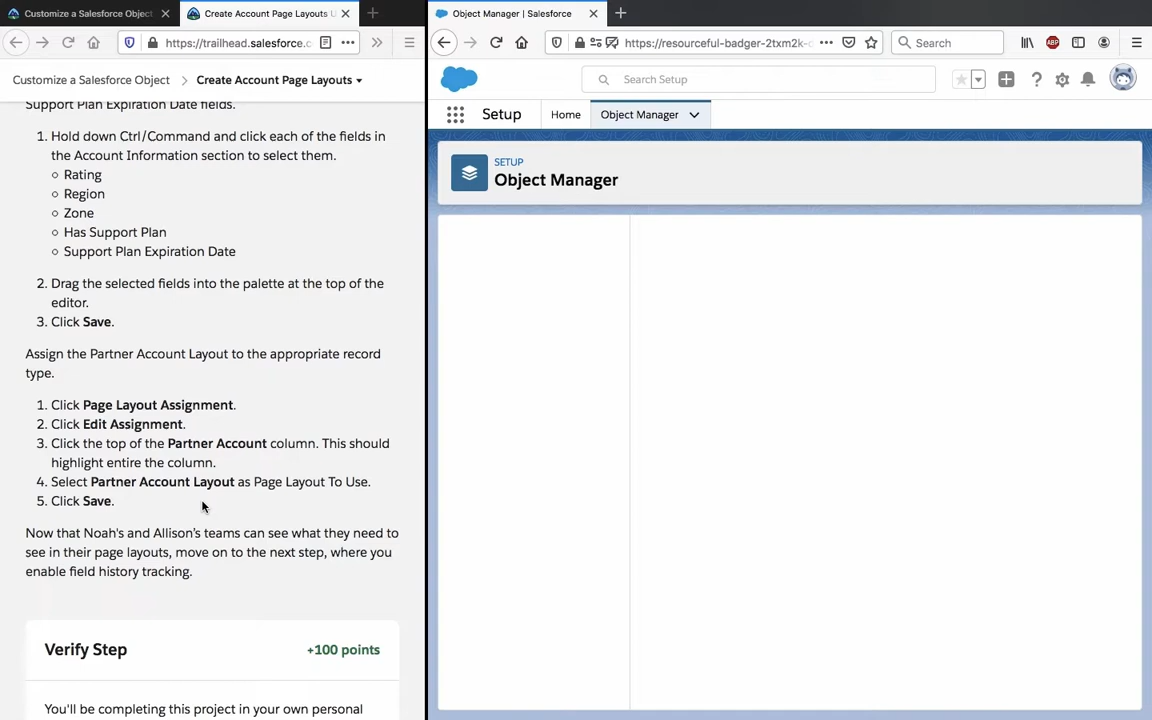 Customize a Salesforce Object
Create Account Page Layouts U
https://trailhead.salesforce.c
Customize a Salesforce Object
Create Account Page Layouts
Support Plan Expiration Date fields.
1. Hold down Ctrl/Command and click each of the fields in
the Account Information section to select them.
Rating
Region
Zone
Has Support Plan
Support Plan Expiration Date
2. Drag the selected fields into the palette at the top of the
editor.
3. Click Save.
Assign the Partner Account Layout to the appropriate record
type.
1. Click Page Layout Assignment.
2. Click Edit Assignment.
3. Click the top of the Partner Account column. This should
highlight entire the column.
4. Select Partner Account Layout as Page Layout To Use.
5. Click Save.
Now that Noah's and Allison's teams can see what they need to
see in their page layouts, move on to the next step, where you
enable field history tracking.
Verify Step
+100 points
You'll be completing this project in your own personal
Object Manager | Salesforce
https://resourceful-badger-2txm2k-
Search
ABP
Search Setup
Setup
Home
Object Manager
SETUP
Object Manager